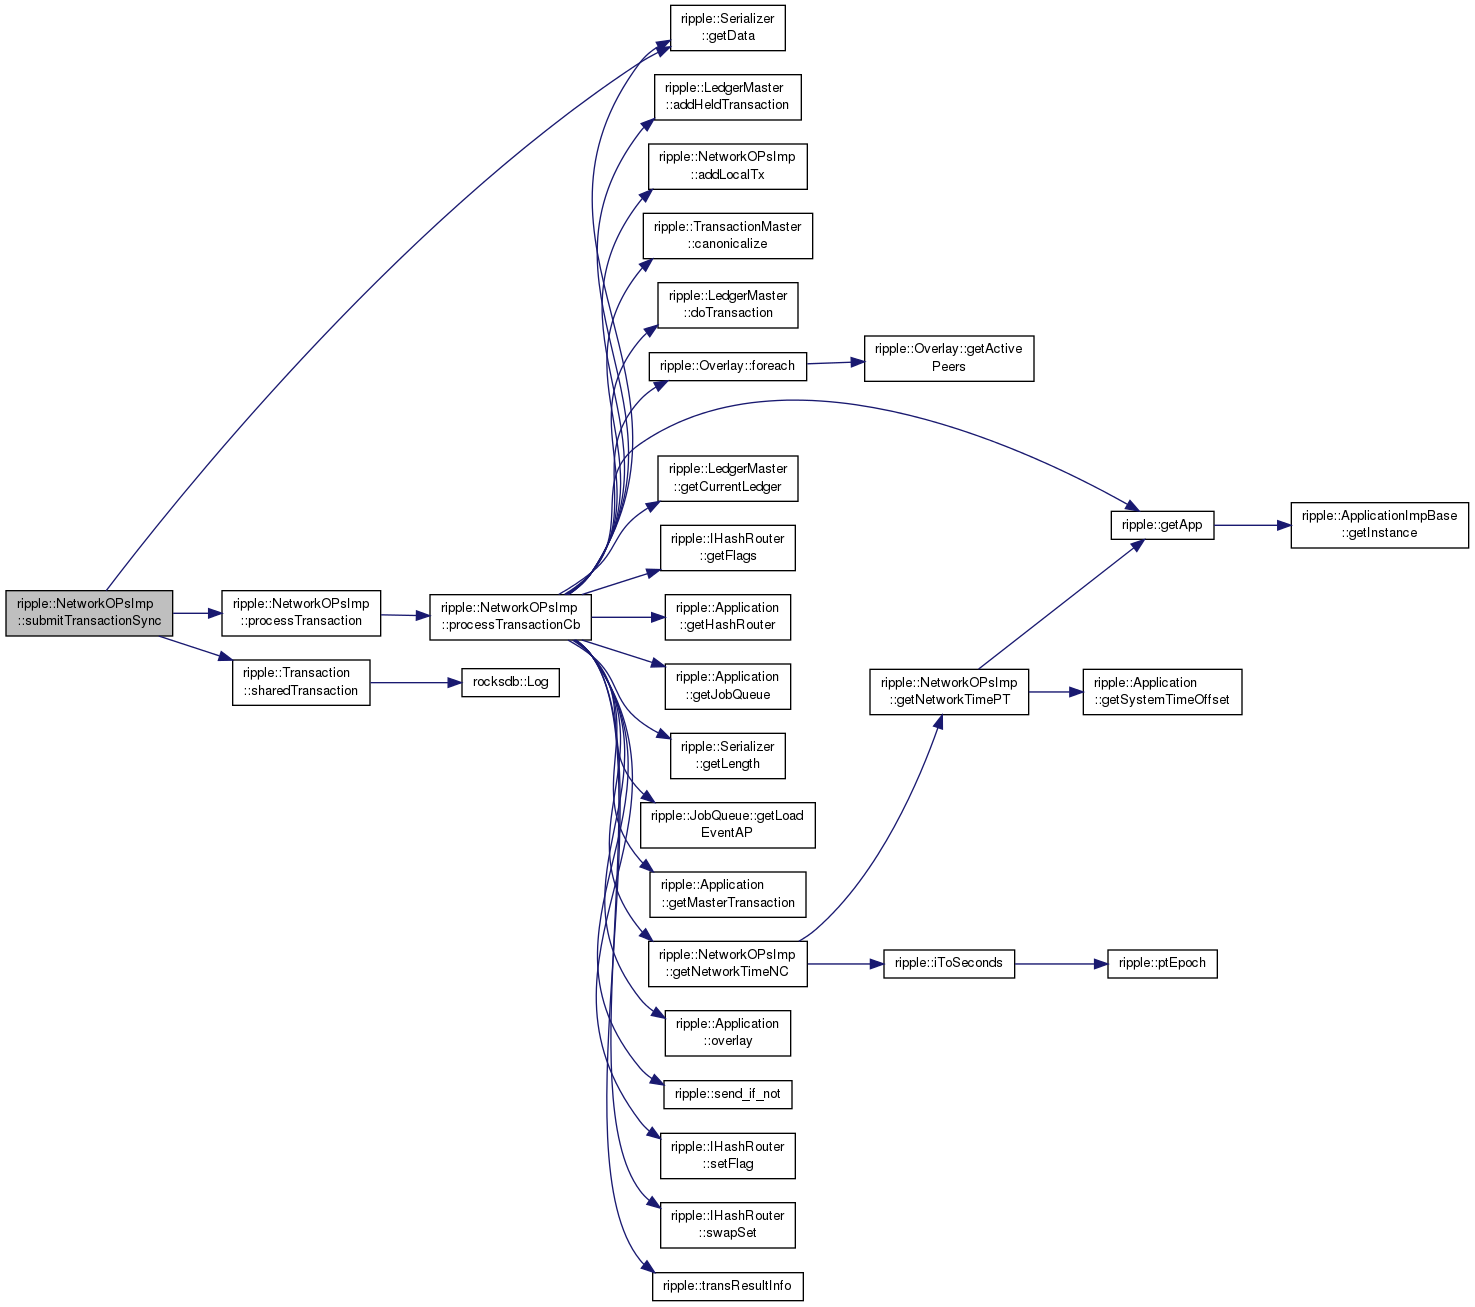 ripple::Serializer
::getData
ripple::LedgerMaster
::addHeldTransaction
ripple::NetworkOPsImp
::addLocalTx
ripple::TransactionMaster
::canonicalize
ripple::LedgerMaster
::doTransaction
ripple::Overlay::foreach
ripple::Overlay::getActive
Peers
ripple::LedgerMaster
::getCurrentLedger
ripple::getApp
ripple::ApplicationImpBase
::getInstance
ripple::IHashRouter
::getFlags
ripple::NetworkOPsImp
::submitTransactionSync
ripple::NetworkOPsImp
::processTransaction
ripple::NetworkOPsImp
::processTransactionCb
ripple::Application
::getHashRouter
ripple::Transaction
::sharedTransaction
rocksdb::Log
ripple::Application
::getJobQueue
ripple::NetworkOPsImp
::getNetworkTimePT
ripple::Application
::getSystemTimeOffset
ripple::Serializer
::getLength
ripple::JobQueue::getLoad
EventAP
ripple::Application
::getMasterTransaction
ripple::NetworkOPsImp
::getNetworkTimeNC
ripple::iToSeconds
ripple::ptEpoch
ripple::Application
::overlay
ripple::send_if_not
ripple::IHashRouter
::setFlag
ripple::IHashRouter
::swapSet
ripple::transResultInfo